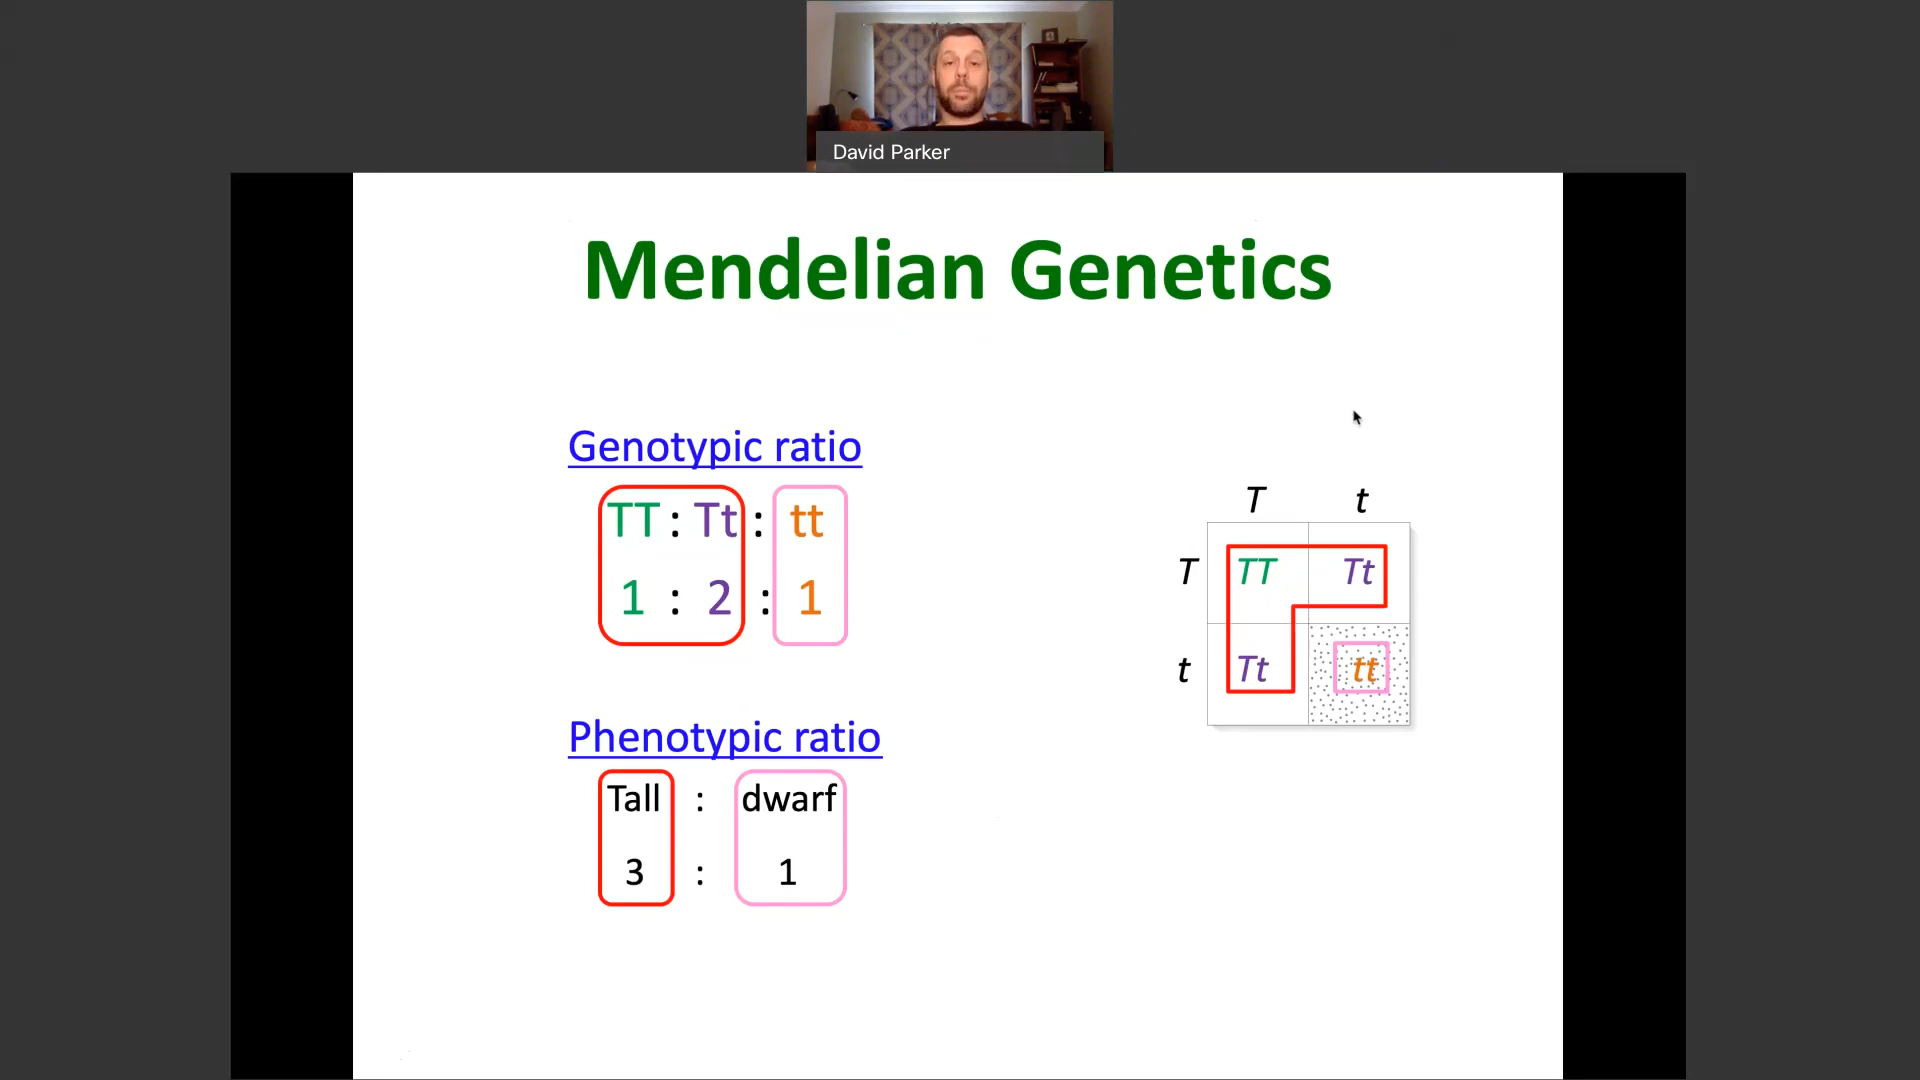 David Parker
Mendelian Genetics
Genotypic ratio
TT : Tt : tt
1 : 2 : 1
Phenotypic ratio
Tall : dwarf
3 : 1
T t
T TT Tt
t Tt tt